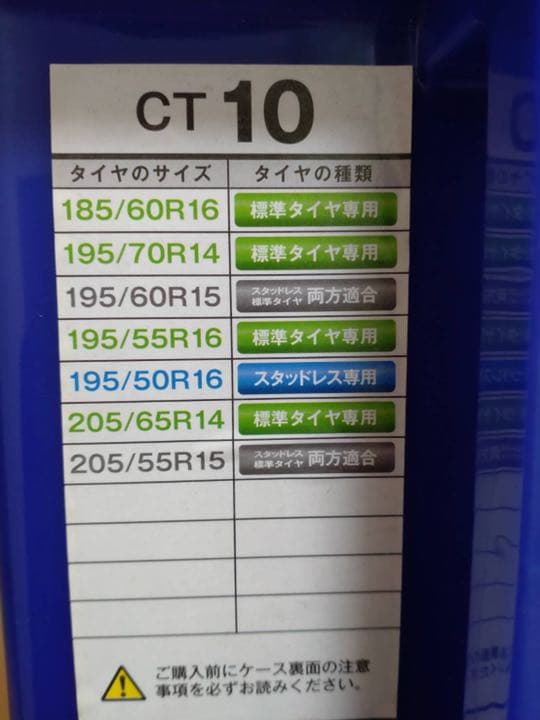 CT 10
タイヤのサイズ タイヤの種類
185/60R16 標準タイヤ専用
195/70R14 標準タイヤ専用
195/60R15 スタッドレス 標準タイヤ 両方適合
195/55R16 標準タイヤ専用
195/50R16 スタッドレス専用
205/65R14 標準タイヤ専用
205/55R15 スタッドレス 標準タイヤ 両方適合
ご購入前にケース裏面の注意
事項を必ずお読みください。